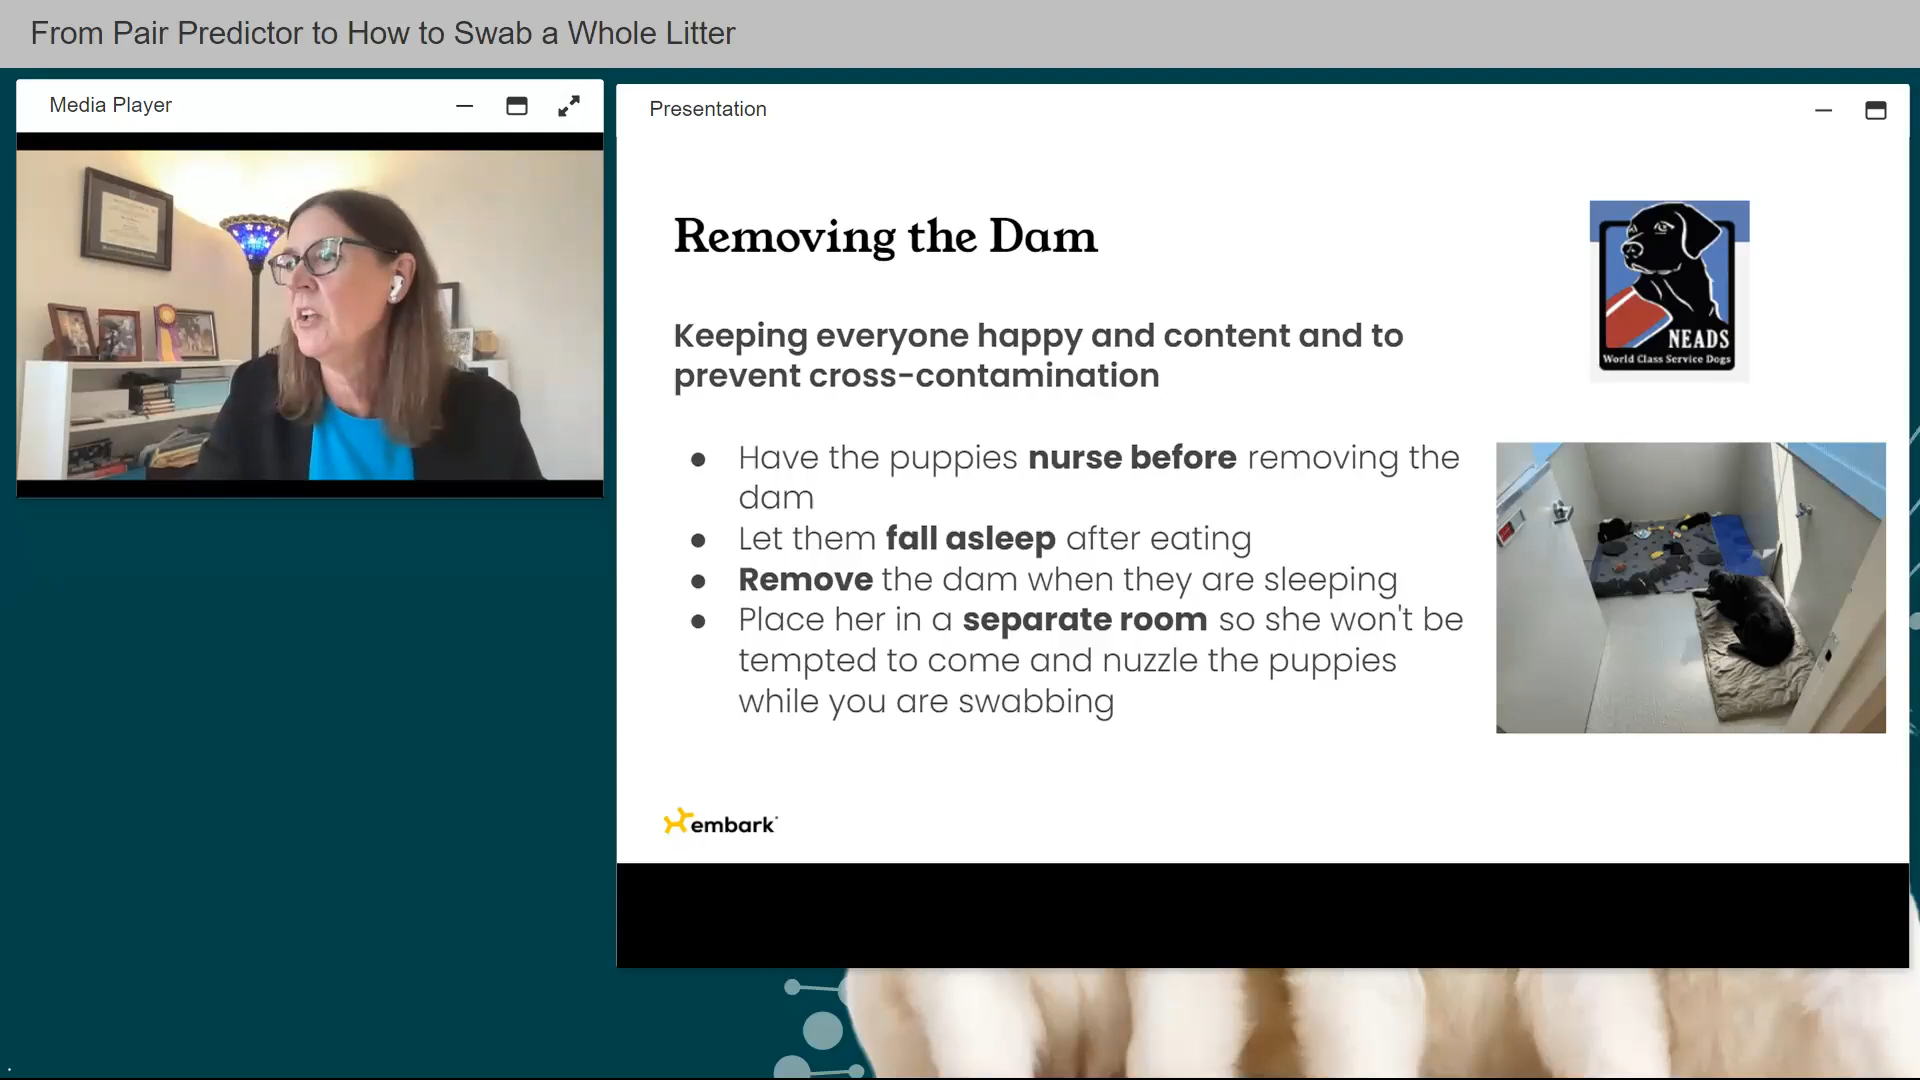 From Pair Predictor to How to Swab a Whole Litter
Media Player
Presentation
Removing the Dam
Keeping everyone happy and content and to
prevent cross-contamination
● Have the puppies nurse before removing the
dam
● Let them fall asleep after eating
● Remove the dam when they are sleeping
● Place her in a separate room so she won't be
tempted to come and nuzzle the puppies
while you are swabbing
NEADS
World Class Service Dogs
embark